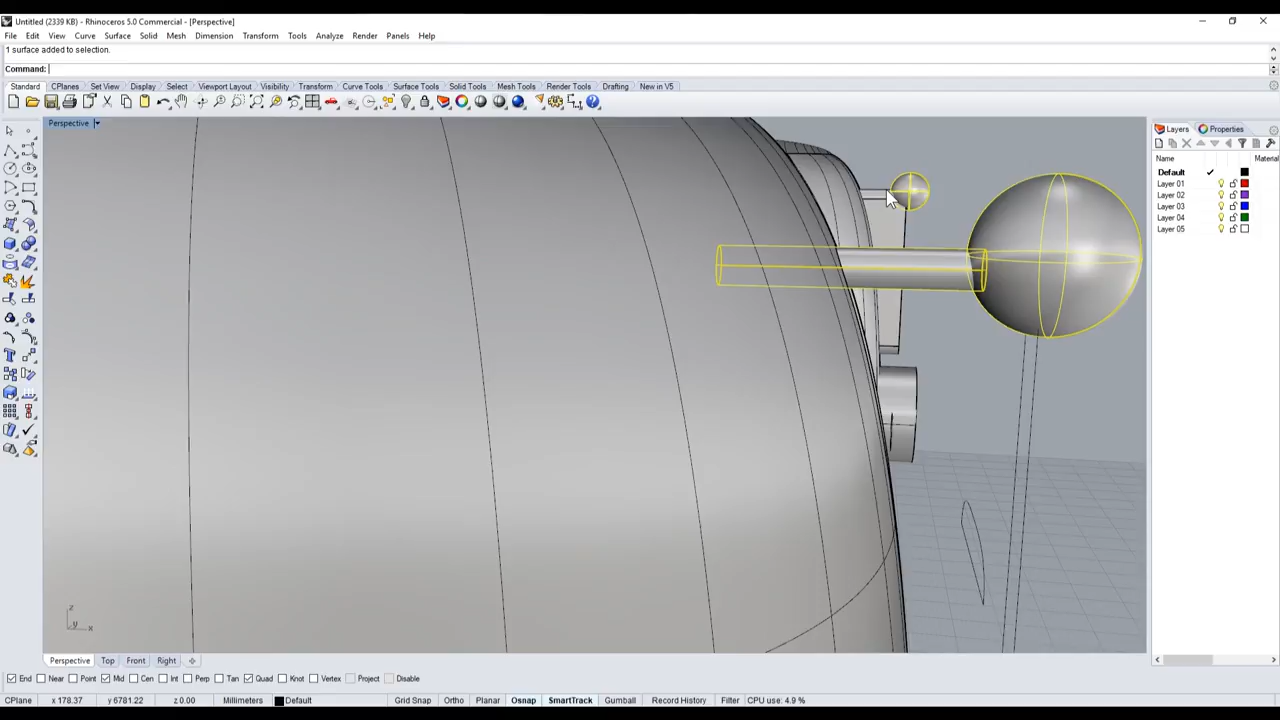 Untitled (2339 KB) - Rhinoceros 5.0 Commercial - [Perspective]
File Edit View Curve Surface Solid Mesh Dimension Transform Tools Analyze Render Panels Help
1 surface added to selection.
Command:
Standard CPlanes Set View Display Select Viewport Layout Visibility Transform Curve Tools Surface Tools Solid Tools Mesh Tools Render Tools Drafting New in V5
Perspective
Layers Properties
Name Material
Default
Layer 01
Layer 02
Layer 03
Layer 04
Layer 05
z
y x
Perspective Top Front Right
End Near Point Mid Cen Int Perp Tan Quad Knot Vertex Project Disable
CPlane x 178.37 y 6781.22 z 0.00 Millimeters Default Grid Snap Ortho Planar Osnap SmartTrack Gumball Record History Filter CPU use: 4.9 %